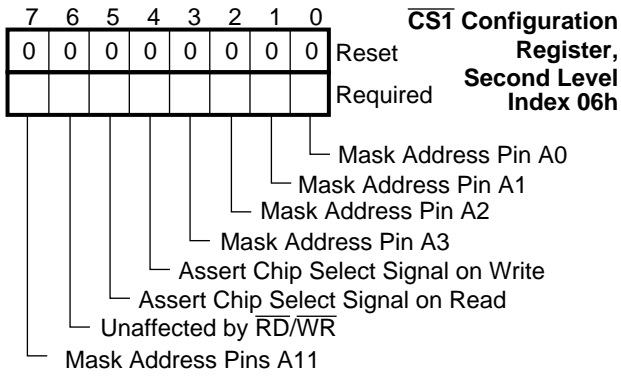 7 6 5 4 3 2 1 0
0 0 0 0 0 0 0 0 Reset
Required
CS1 Configuration
Register,
Second Level
Index 06h
Mask Address Pin A0
Mask Address Pin A1
Mask Address Pin A2
Mask Address Pin A3
Assert Chip Select Signal on Write
Assert Chip Select Signal on Read
Unaffected by RD/WR
Mask Address Pins A11